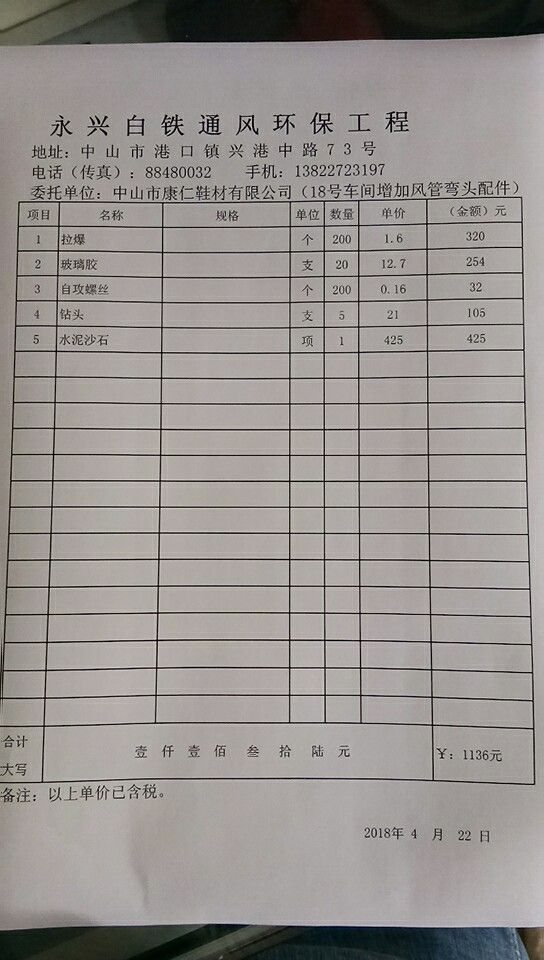 永兴白铁通风环保工程
地址：中山市港口镇兴港中路73号
电话（传真）：88480032 手机：13822723197
委托单位：中山市康仁鞋材有限公司（18号车间增加风管弯头配件）
项目 名称 规格 单位 数量 单价 （金额）元
1 拉爆 个 200 1.6 320
2 玻璃胶 支 20 12.7 254
3 自攻螺丝 个 200 0.16 32
4 钻头 支 5 21 105
5 水泥沙石 项 1 425 425
合计
大写 壹仟壹佰叁拾陆元 ¥：1136元
备注：以上单价已含税。
2018年 4 月 22 日